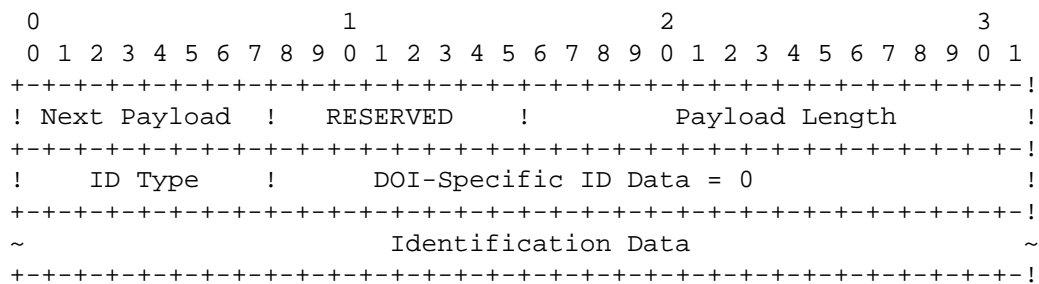 0                   1                   2                   3
 0 1 2 3 4 5 6 7 8 9 0 1 2 3 4 5 6 7 8 9 0 1 2 3 4 5 6 7 8 9 0 1
+-+-+-+-+-+-+-+-+-+-+-+-+-+-+-+-+-+-+-+-+-+-+-+-+-+-+-+-+-+-+-+-!
! Next Payload  !   RESERVED    !         Payload Length        !
+-+-+-+-+-+-+-+-+-+-+-+-+-+-+-+-+-+-+-+-+-+-+-+-+-+-+-+-+-+-+-+-!
!    ID Type    !      DOI-Specific ID Data = 0                 !
+-+-+-+-+-+-+-+-+-+-+-+-+-+-+-+-+-+-+-+-+-+-+-+-+-+-+-+-+-+-+-+-!
~                       Identification Data                     ~
+-+-+-+-+-+-+-+-+-+-+-+-+-+-+-+-+-+-+-+-+-+-+-+-+-+-+-+-+-+-+-+-!